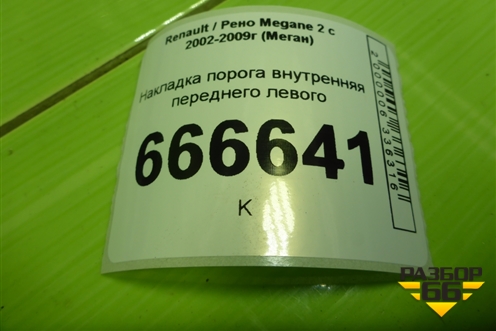 Renault / Рено Megane 2 с
2002-2009г (Меган)
Накладка порога внутренняя
переднего левого
666641
К
2000006336316
РАЗБОР
66